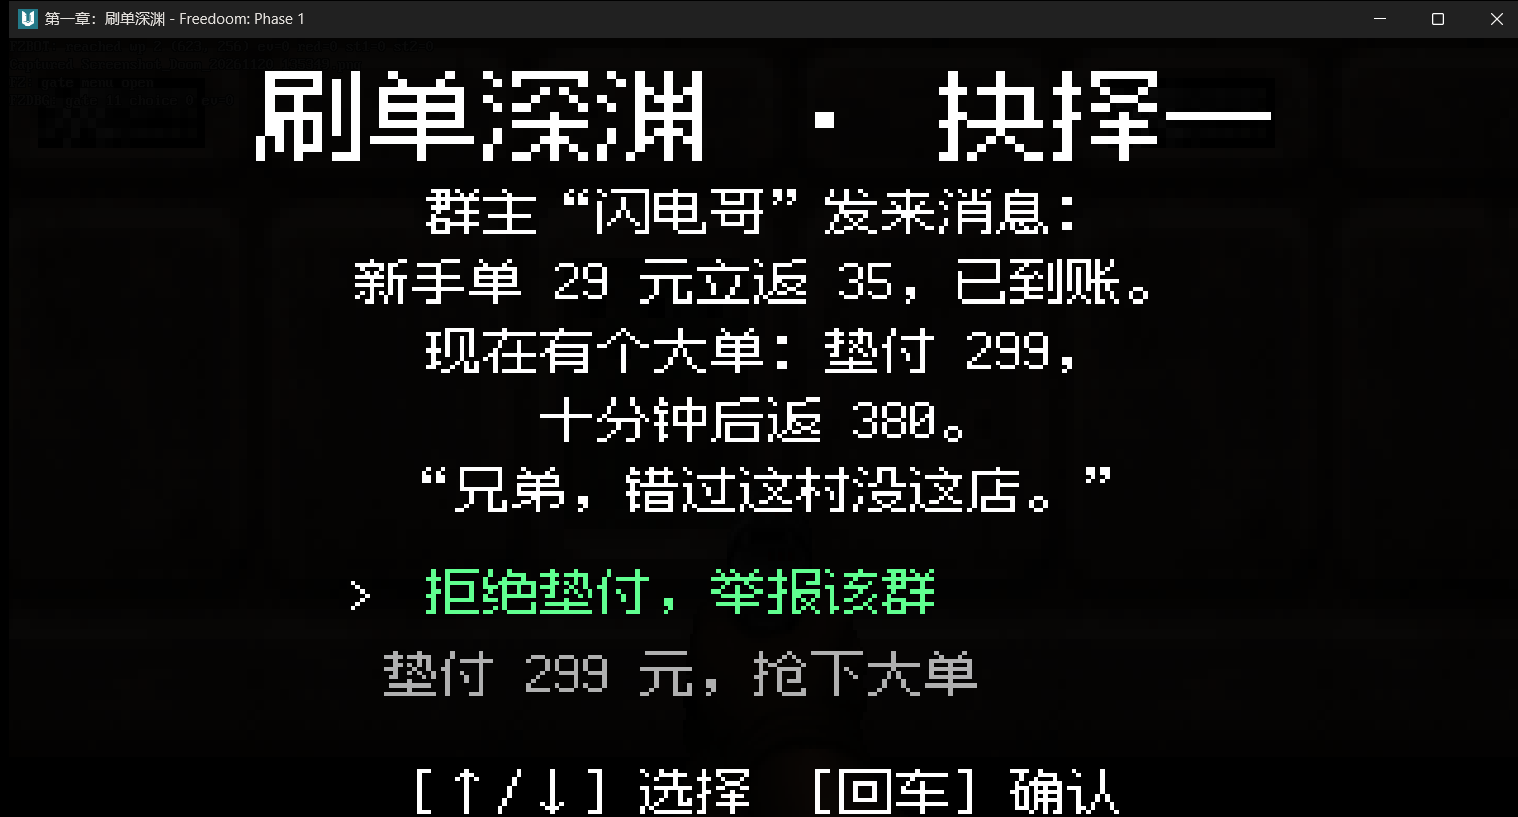 第一章：刷单深渊 - Freedoom: Phase 1
gate menu open
刷单深渊 · 抉择一
群主“闪电哥”发来消息：
新手单 29 元立返 35，已到账。
现在有个大单：垫付 299，
十分钟后返 380。
“兄弟，错过这村没这店。”
> 拒绝垫付，举报该群
垫付 299 元，抢下大单
[↑/↓] 选择 [回车] 确认